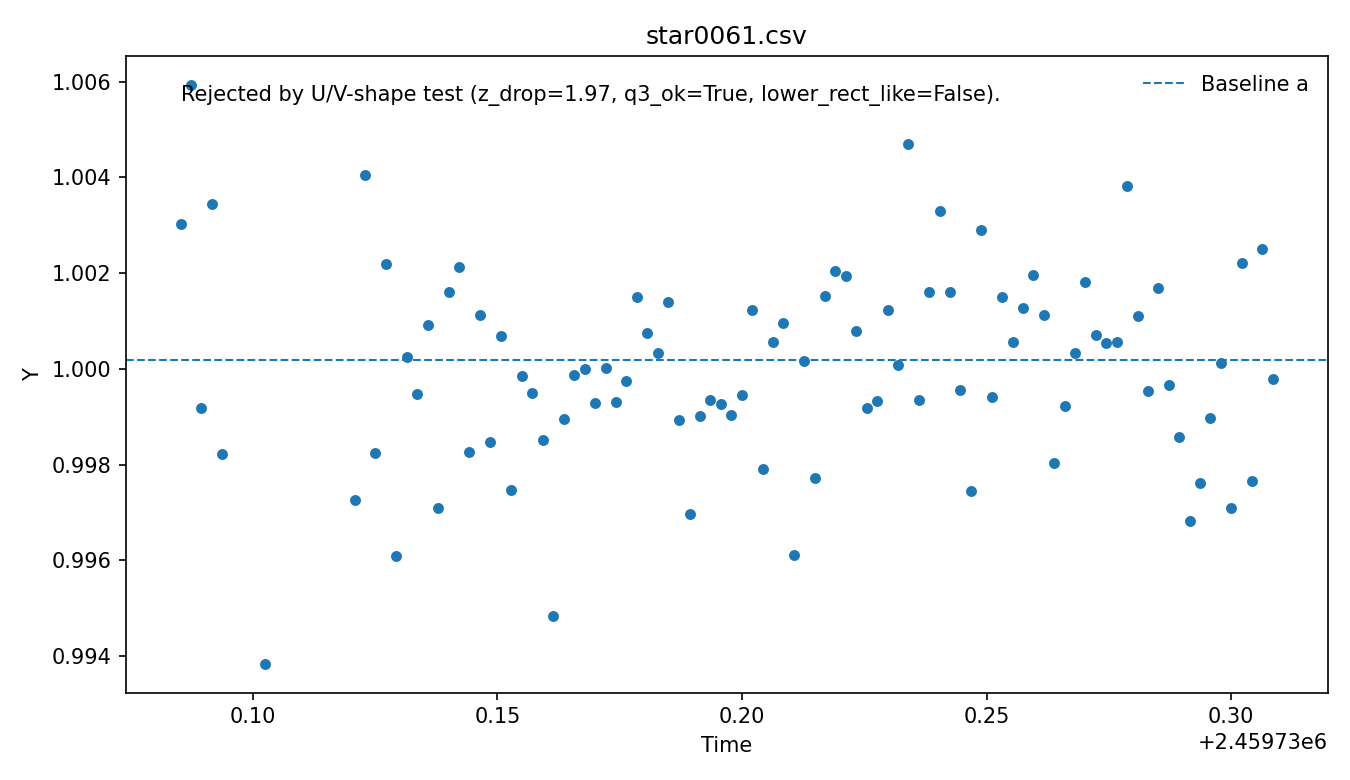 star0061.csv
Rejected by U/V-shape test (z_drop=1.97, q3_ok=True, lower_rect_like=False).
Baseline a
1.006
1.004
1.002
1.000
0.998
0.996
0.994
Y
0.10 0.15 0.20 0.25 0.30
Time
+2.45973e6